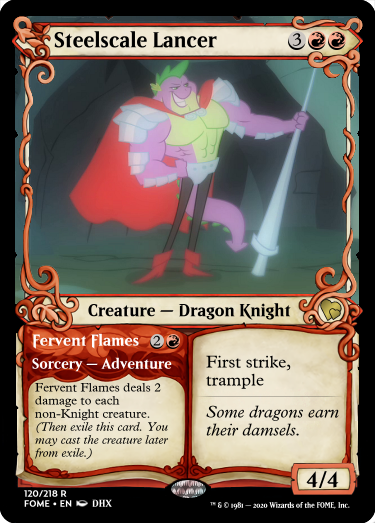 Steelscale Lancer 3
Creature — Dragon Knight
Fervent Flames 2
Sorcery — Adventure
Fervent Flames deals 2
damage to each
non-Knight creature.
(Then exile this card. You
may cast the creature later
from exile.)
First strike,
trample
Some dragons earn
their damsels.
4/4
120/218 R
FOME • EN DHX
™ & © 1981 — 2020 Wizards of the FOME, Inc.